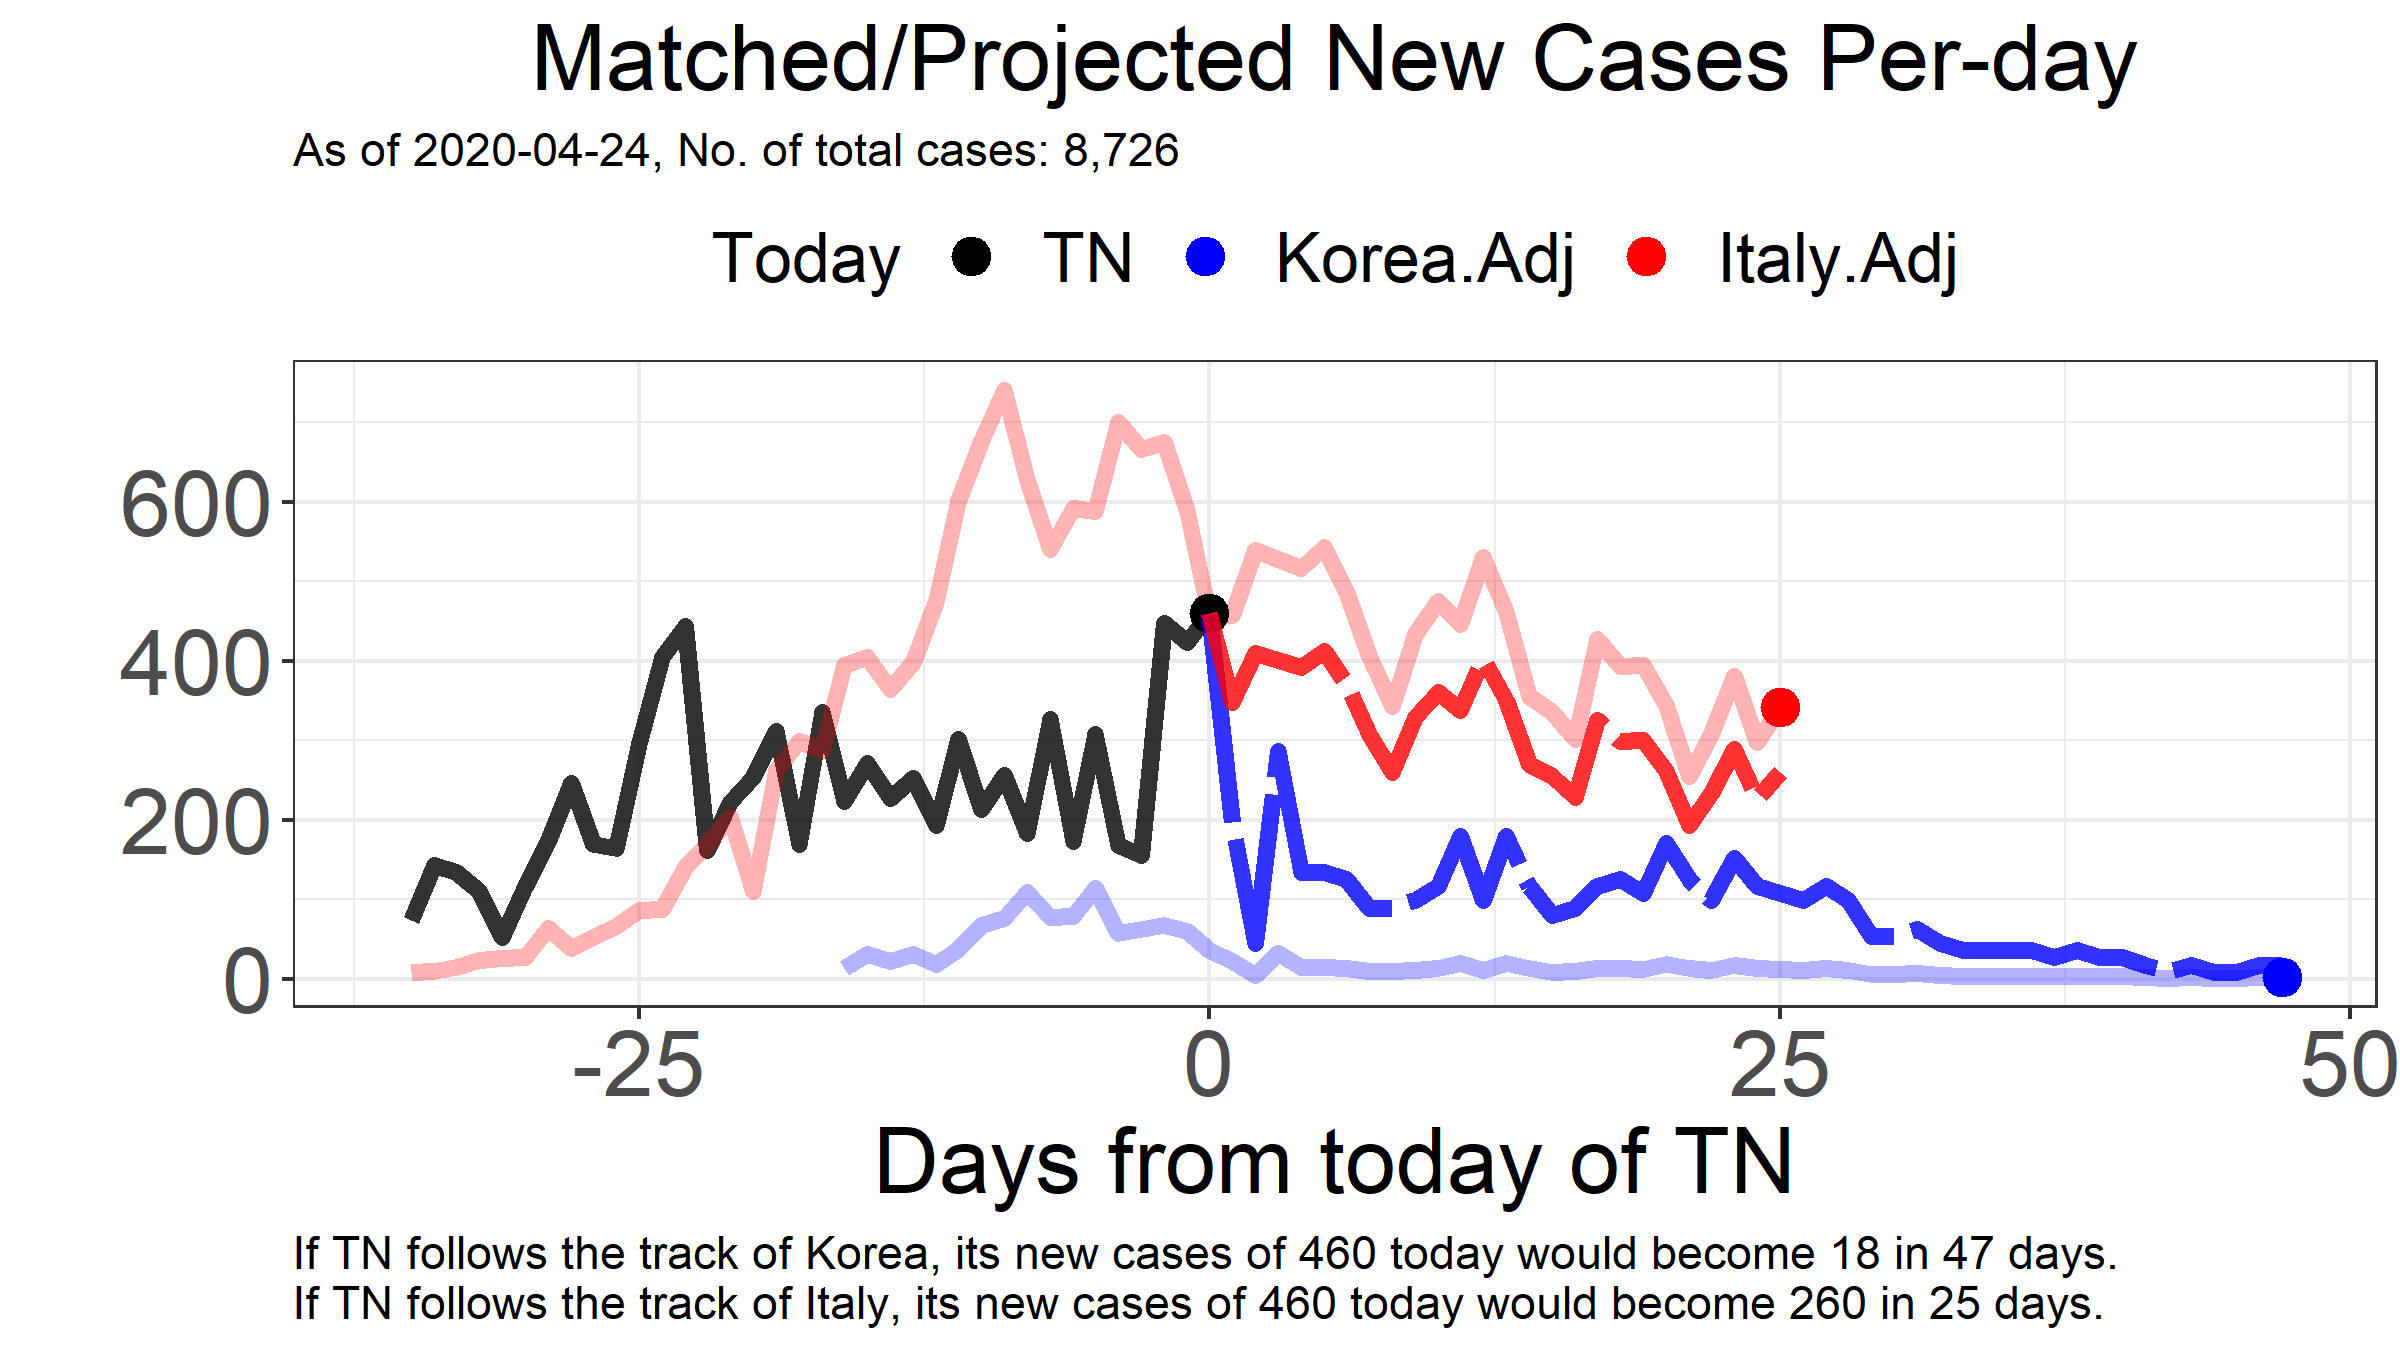 Matched/Projected New Cases Per-day
As of 2020-04-24, No. of total cases: 8,726
Today TN Korea.Adj Italy.Adj
600
400
200
0
-25 0 25 50
Days from today of TN
If TN follows the track of Korea, its new cases of 460 today would become 18 in 47 days.
If TN follows the track of Italy, its new cases of 460 today would become 260 in 25 days.